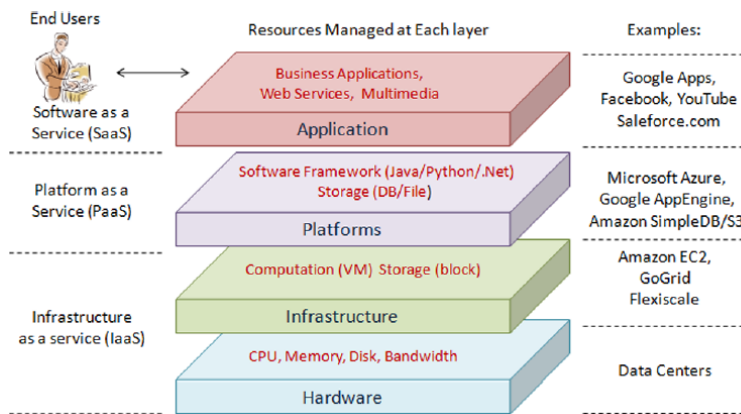 End Users
Resources Managed at Each layer
Examples:
Business Applications,
Web Services, Multimedia
Application
Software as a
Service (SaaS)
Google Apps,
Facebook, YouTube
Saleforce.com
Software Framework (Java/Python/.Net)
Storage (DB/File)
Platforms
Platform as a
Service (PaaS)
Microsoft Azure,
Google AppEngine,
Amazon SimpleDB/S3
Computation (VM) Storage (block)
Infrastructure
Amazon EC2,
GoGrid
Flexiscale
Infrastructure
as a service (IaaS)
CPU, Memory, Disk, Bandwidth
Hardware
Data Centers